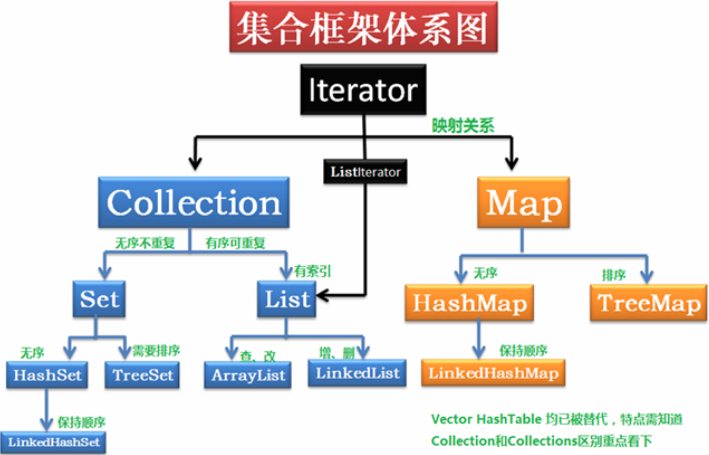 集合框架体系图
Iterator
映射关系
ListIterator
Collection
Map
无序不重复
有序可重复
有索引
无序
排序
Set
List
HashMap
TreeMap
无序
需要排序
查、改
增、删
保持顺序
HashSet
TreeSet
ArrayList
LinkedList
LinkedHashMap
保持顺序
LinkedHashSet
Vector HashTable 均已被替代，特点需知道
Collection和Collections区别重点看下